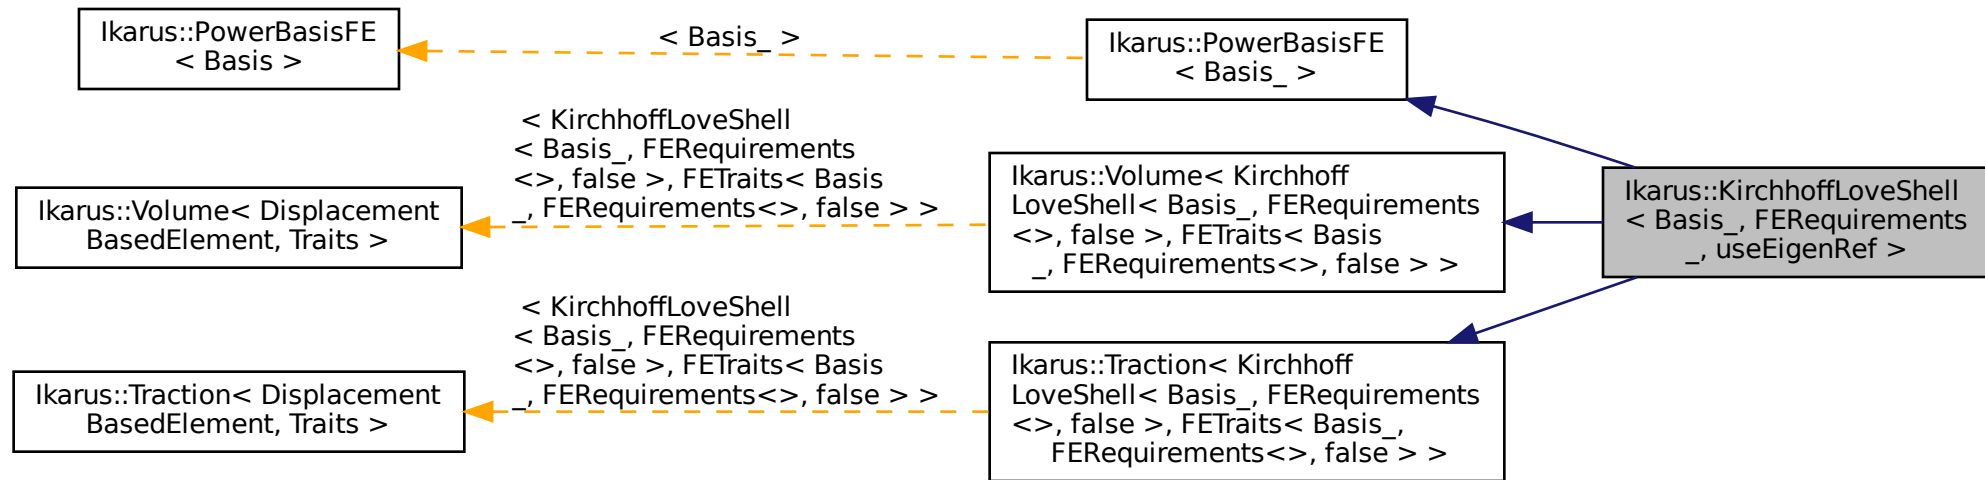 Ikarus::PowerBasisFE
< Basis >
< Basis_ >
Ikarus::PowerBasisFE
< Basis_ >
Ikarus::Volume< Displacement
BasedElement, Traits >
< KirchhoffLoveShell
< Basis_, FERequirements
<>, false >, FETraits< Basis
_, FERequirements<>, false > >
Ikarus::Volume< Kirchhoff
LoveShell< Basis_, FERequirements
<>, false >, FETraits< Basis
_, FERequirements<>, false > >
Ikarus::KirchhoffLoveShell
< Basis_, FERequirements
_, useEigenRef >
Ikarus::Traction< Displacement
BasedElement, Traits >
< KirchhoffLoveShell
< Basis_, FERequirements
<>, false >, FETraits< Basis
_, FERequirements<>, false > >
Ikarus::Traction< Kirchhoff
LoveShell< Basis_, FERequirements
<>, false >, FETraits< Basis_,
FERequirements<>, false > >